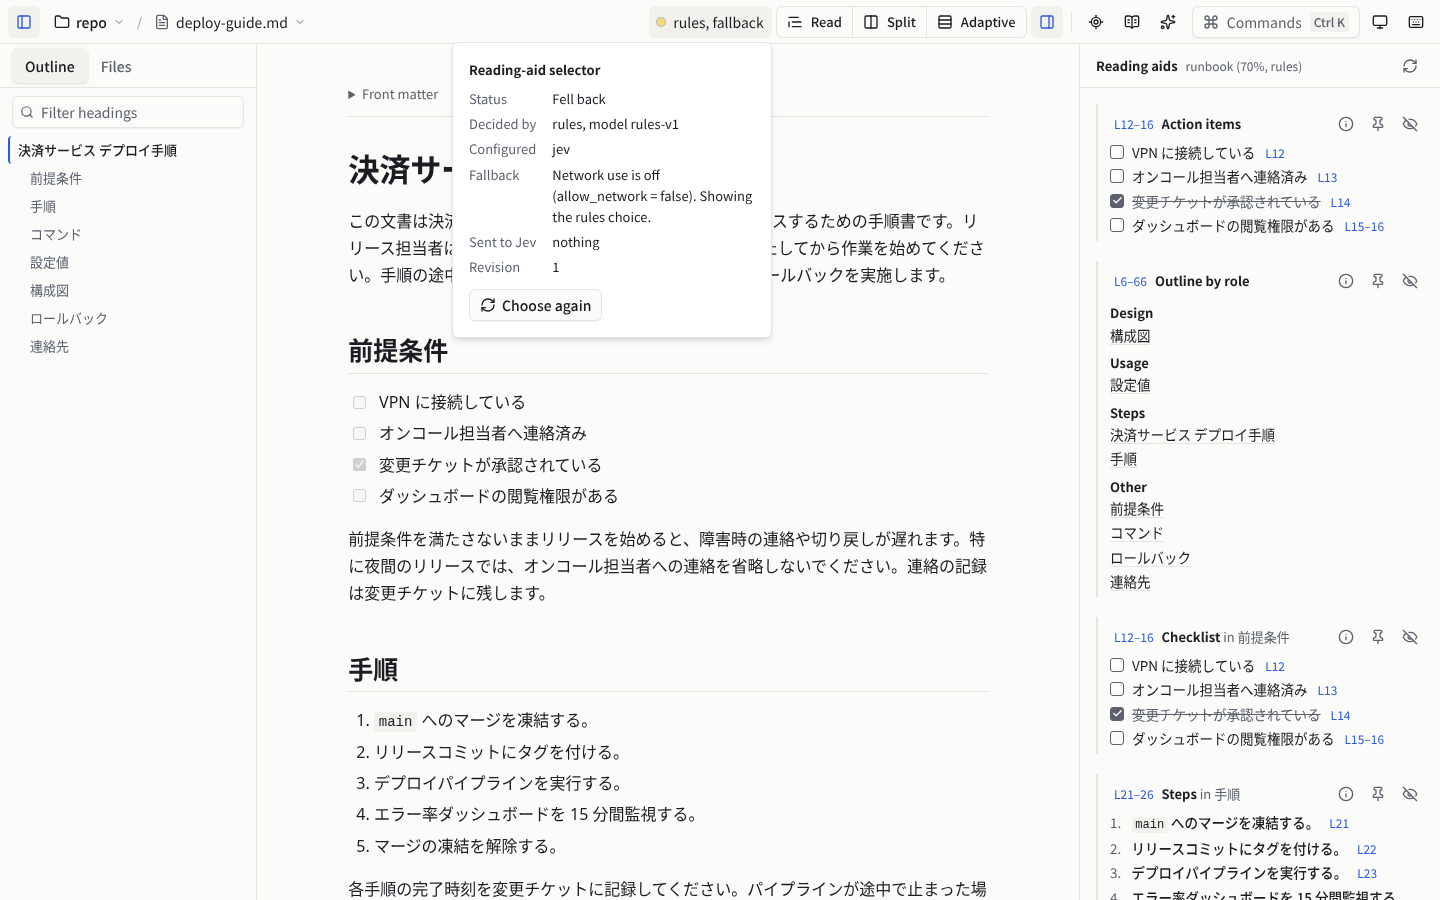 repo / deploy-guide.md
rules, fallback
Read
Split
Adaptive
Commands Ctrl K
Outline
Files
Filter headings
決済サービス デプロイ手順
前提条件
手順
コマンド
設定値
構成図
ロールバック
連絡先
Reading-aid selector
Status Fell back
Decided by rules, model rules-v1
Configured jev
Fallback Network use is off
(allow_network = false). Showing
the rules choice.
Sent to Jev nothing
Revision 1
Choose again
Front matter
決済サー
この文書は決済 スするための手順書です。リ
リース担当者は たしてから作業を始めてくださ
い。手順の途中 ールバックを実施します。
前提条件
VPN に接続している
オンコール担当者へ連絡済み
変更チケットが承認されている
ダッシュボードの閲覧権限がある
前提条件を満たさないままリリースを始めると、障害時の連絡や切り戻しが遅れます。特
に夜間のリリースでは、オンコール担当者への連絡を省略しないでください。連絡の記録
は変更チケットに残します。
手順
1. main へのマージを凍結する。
2. リリースコミットにタグを付ける。
3. デプロイパイプラインを実行する。
4. エラー率ダッシュボードを 15 分間監視する。
5. マージの凍結を解除する。
各手順の完了時刻を変更チケットに記録してください。パイプラインが途中で止まった場
Reading aids runbook (70%, rules)
L12–16 Action items
VPN に接続している L12
オンコール担当者へ連絡済み L13
変更チケットが承認されている L14
ダッシュボードの閲覧権限がある L15–16
L6–66 Outline by role
Design
構成図
Usage
設定値
Steps
決済サービス デプロイ手順
手順
Other
前提条件
コマンド
ロールバック
連絡先
L12–16 Checklist in 前提条件
VPN に接続している L12
オンコール担当者へ連絡済み L13
変更チケットが承認されている L14
ダッシュボードの閲覧権限がある L15–16
L21–26 Steps in 手順
1. main へのマージを凍結する。 L21
2. リリースコミットにタグを付ける。 L22
3. デプロイパイプラインを実行する。 L23
4. エラー率ダッシュボードを 15 分間監視する